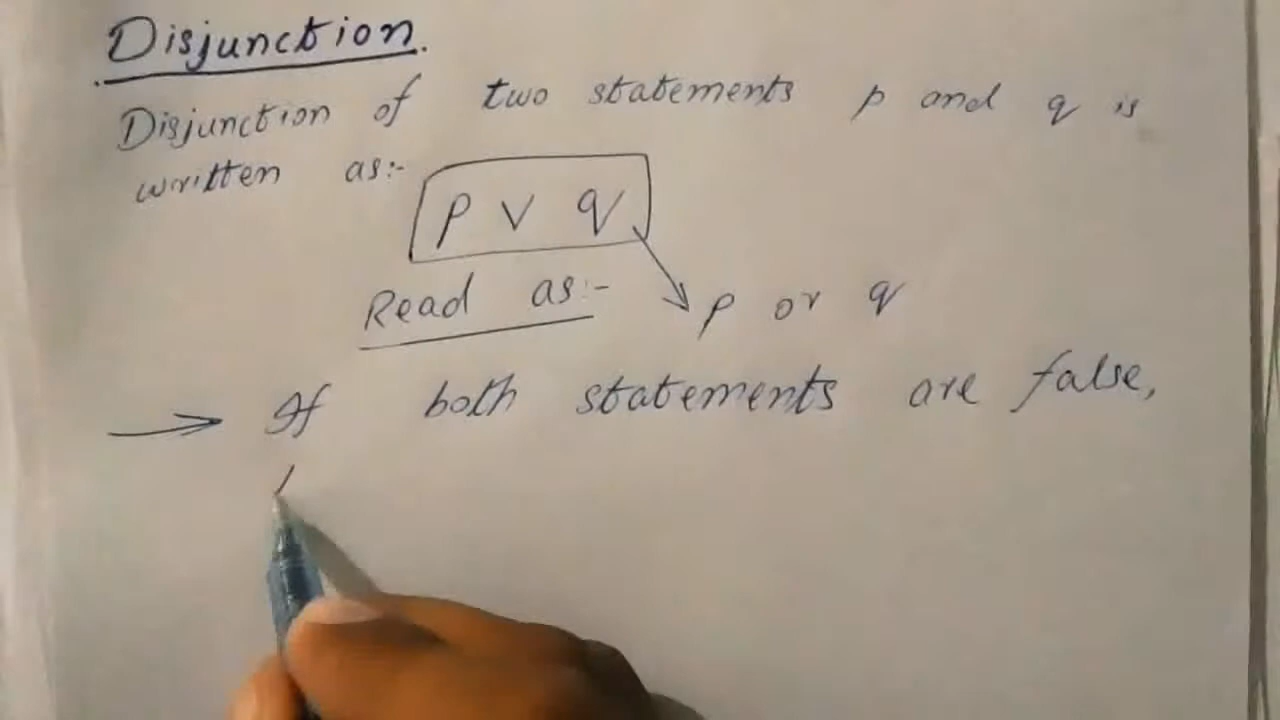 Disjunction.
Disjunction of two statements p and q is
written as:-
p ∨ q
Read as:- p or q
→ If both statements are false,